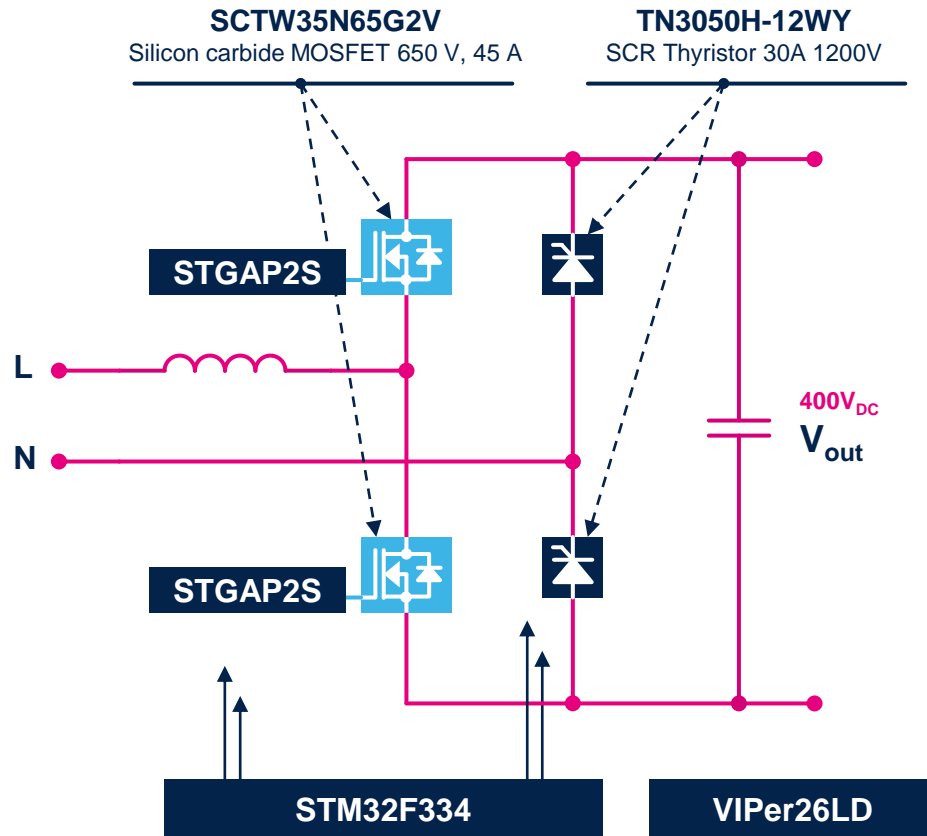 SCTW35N65G2V
Silicon carbide MOSFET 650 V, 45 A
TN3050H-12WY
SCR Thyristor 30A 1200V
STGAP2S
L
N
400VDC
Vout
STGAP2S
STM32F334
VIPer26LD